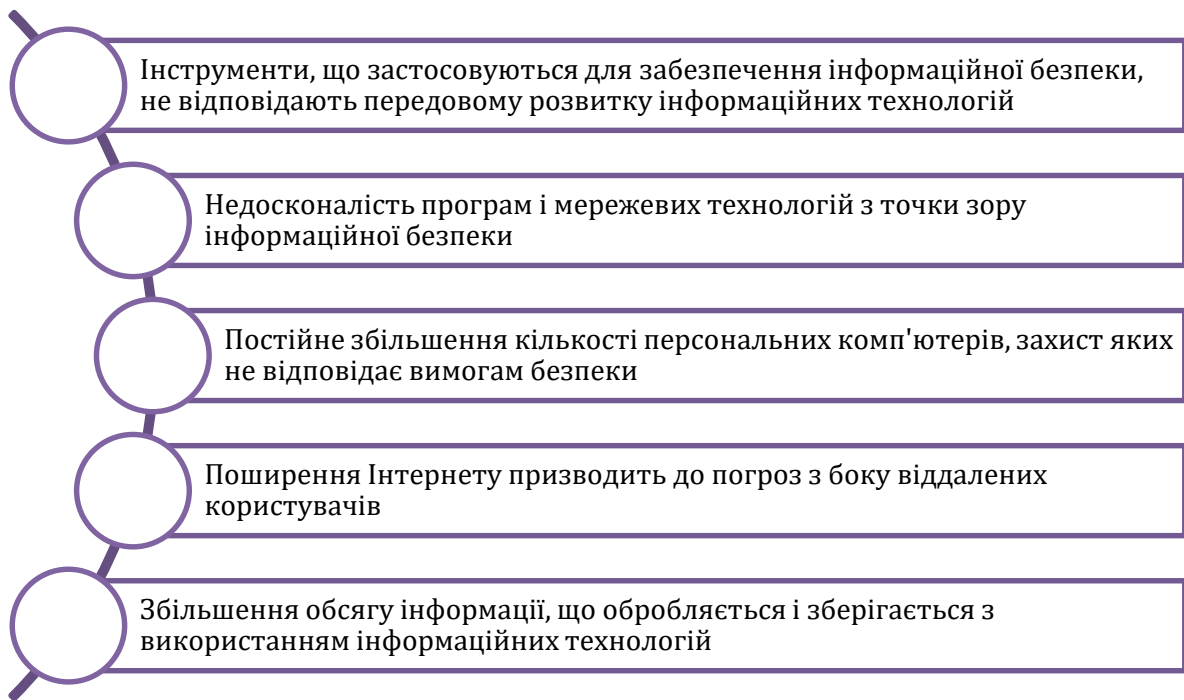 Інструменти, що застосовуються для забезпечення інформаційної безпеки,
не відповідають передовому розвитку інформаційних технологій
Недосконалість програм і мережевих технологій з точки зору
інформаційної безпеки
Постійне збільшення кількості персональних комп'ютерів, захист яких
не відповідає вимогам безпеки
Поширення Інтернету призводить до погроз з боку віддалених
користувачів
Збільшення обсягу інформації, що обробляється і зберігається з
використанням інформаційних технологій